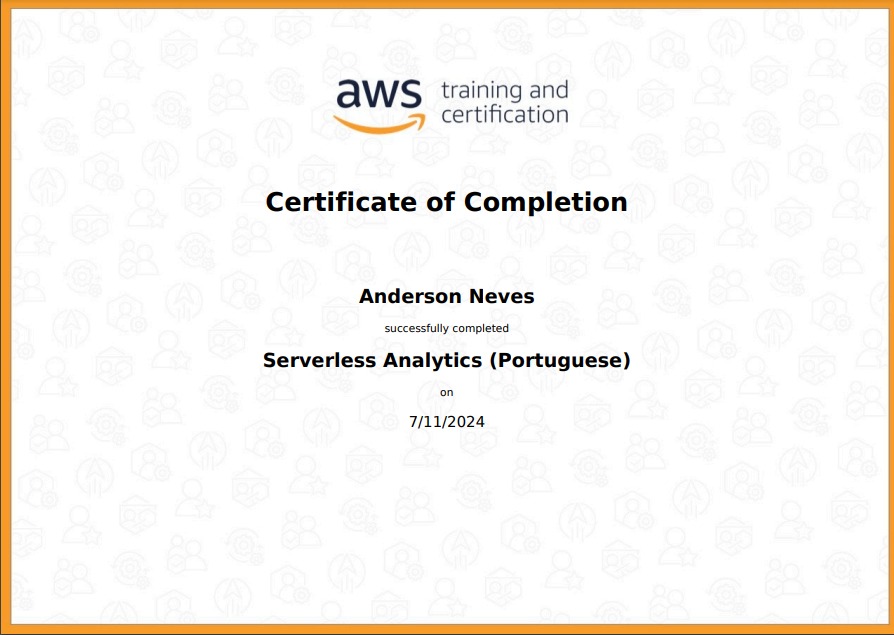 aws training and
certification
Certificate of Completion
Anderson Neves
successfully completed
Serverless Analytics (Portuguese)
on
7/11/2024